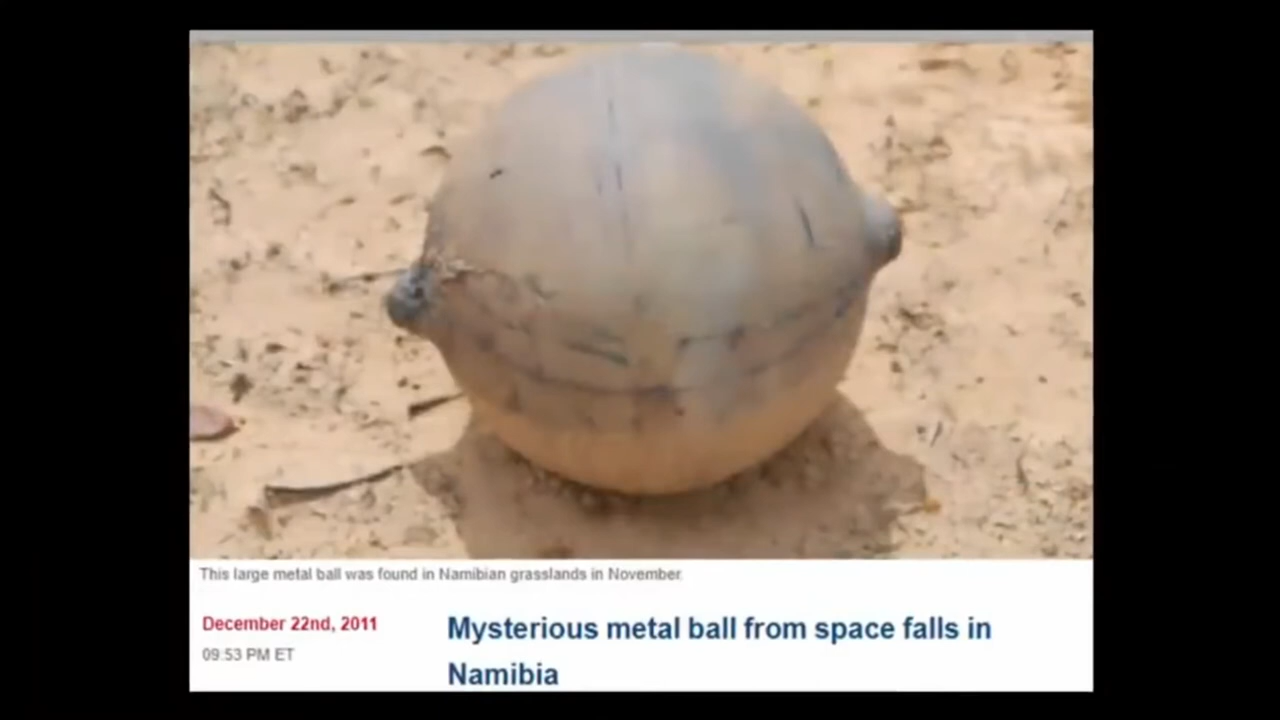 This large metal ball was found in Namibian grasslands in November.
December 22nd, 2011
09:53 PM ET
Mysterious metal ball from space falls in
Namibia